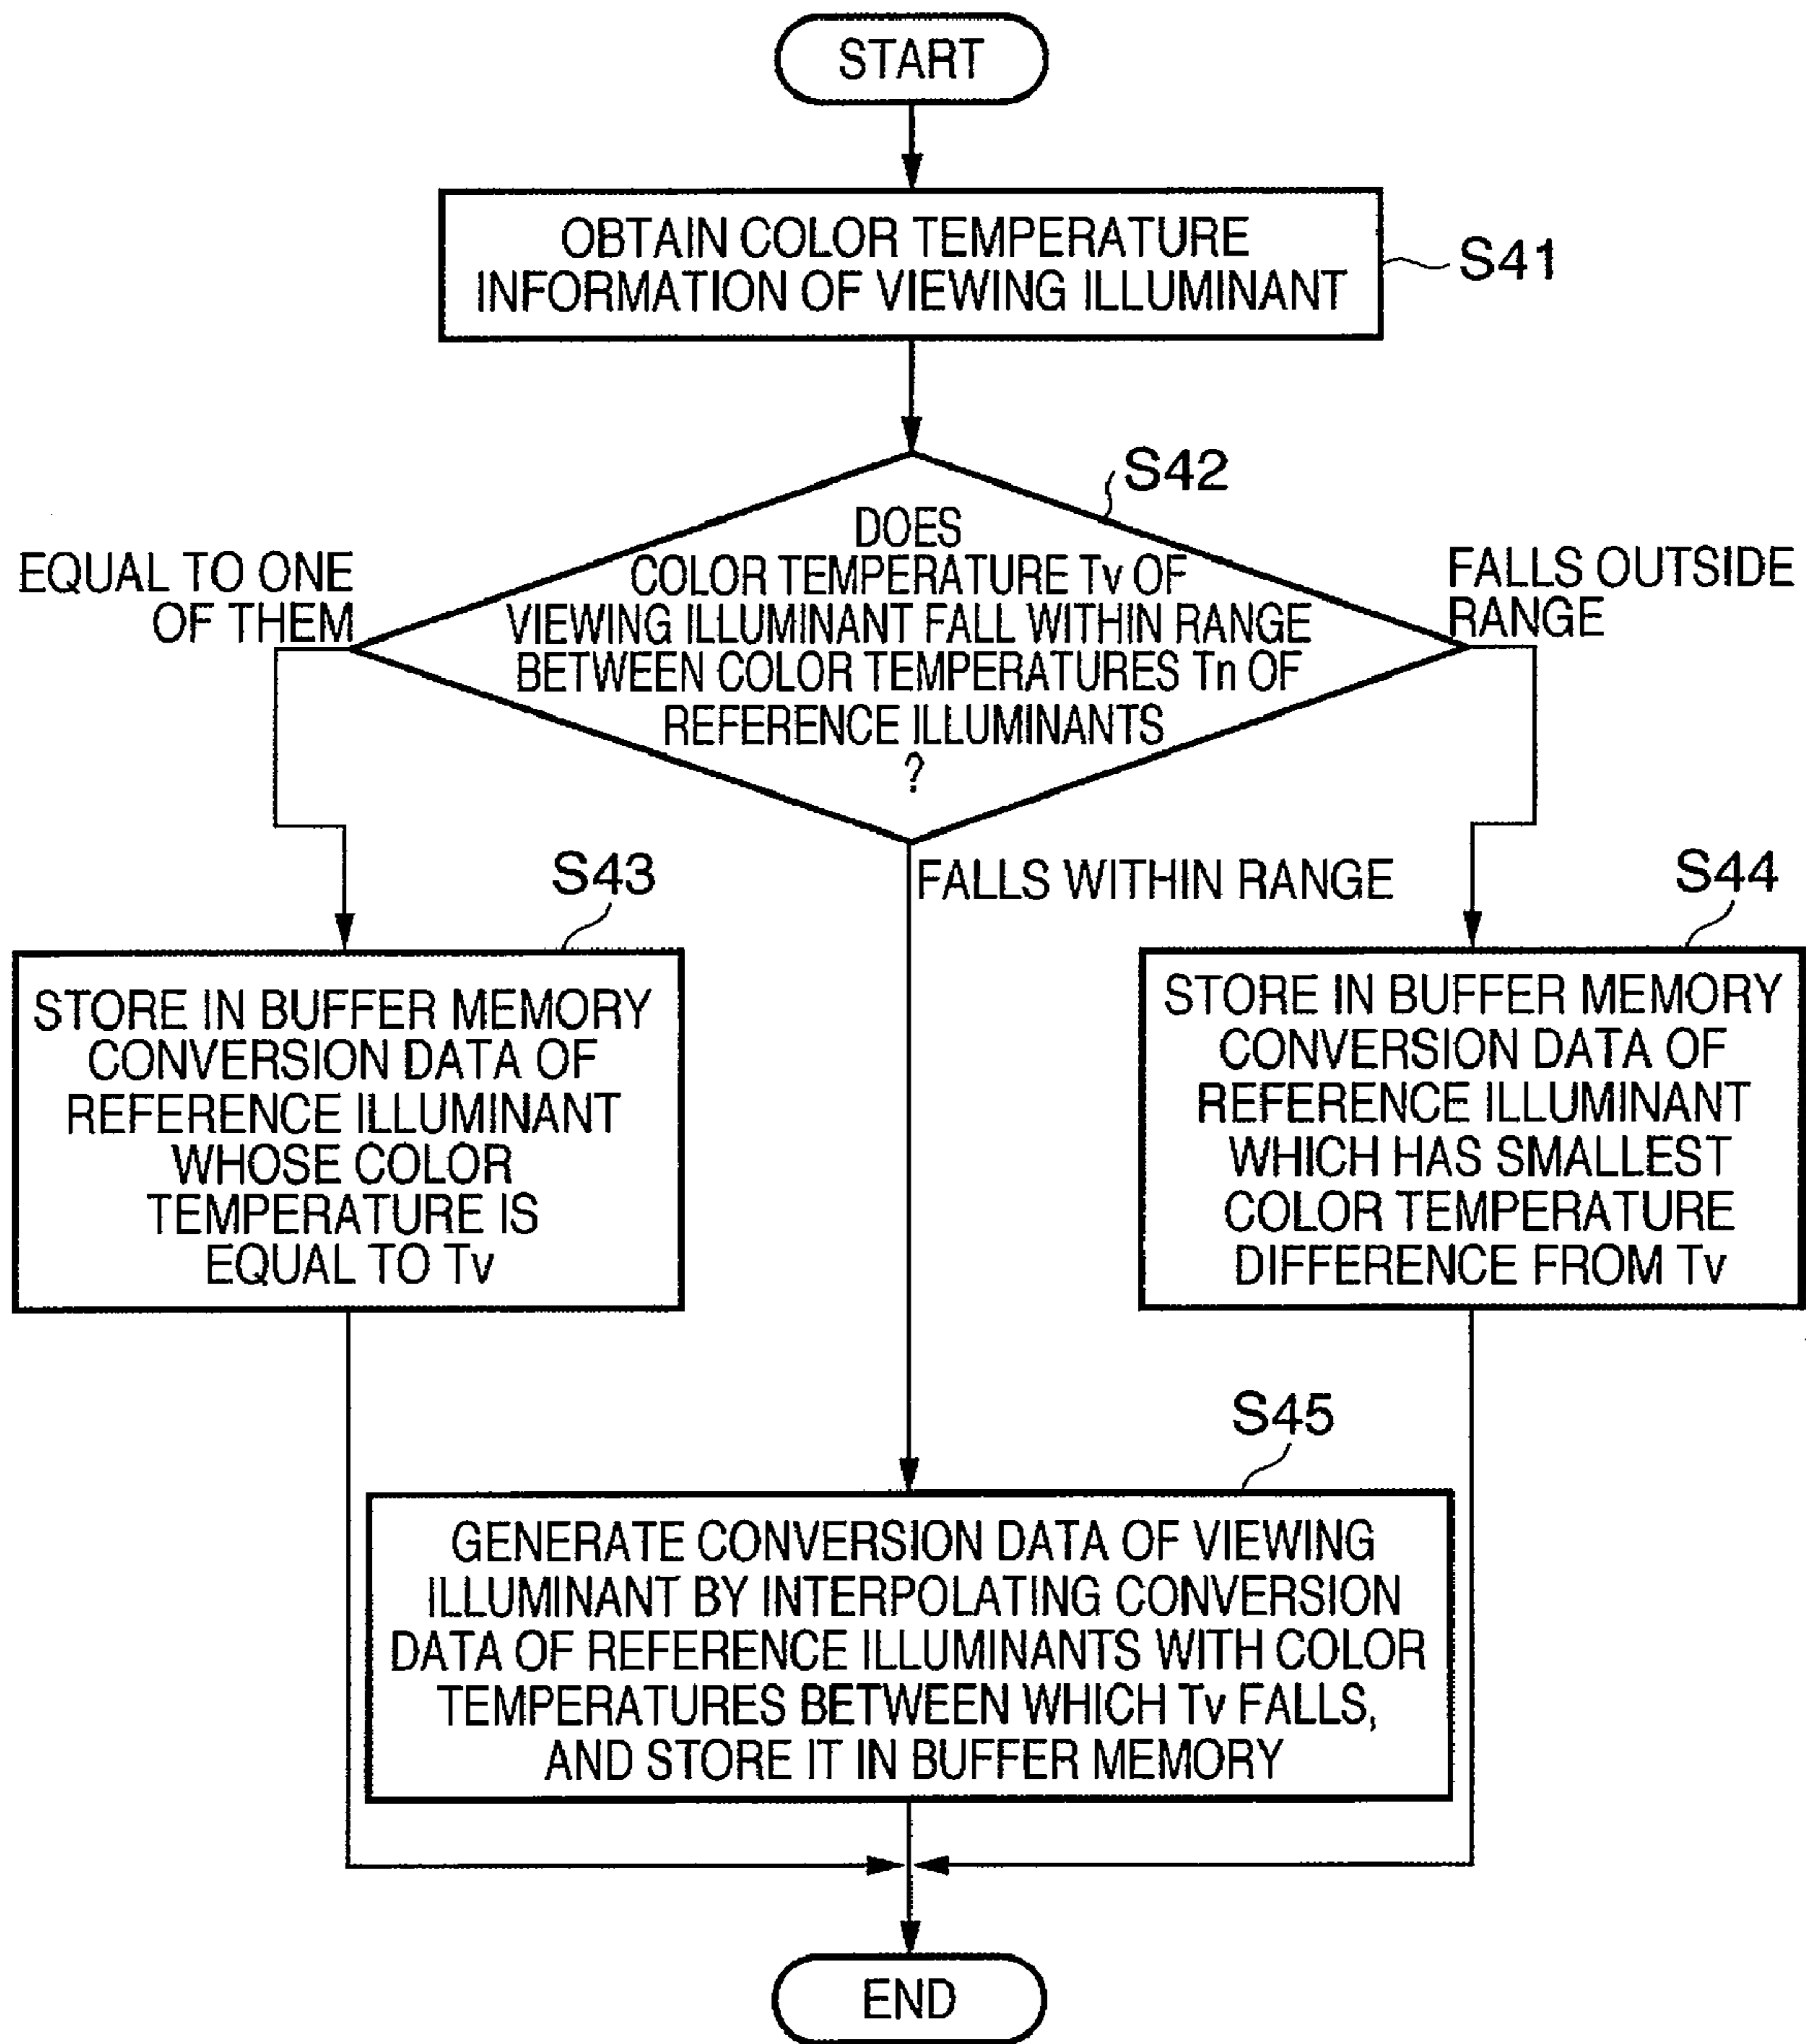 START
OBTAIN COLOR TEMPERATURE
INFORMATION OF VIEWING ILLUMINANT
S41
S42
DOES
COLOR TEMPERATURE Tv OF
VIEWING ILLUMINANT FALL WITHIN RANGE
BETWEEN COLOR TEMPERATURES Tn OF
REFERENCE ILLUMINANTS
?
EQUAL TO ONE
OF THEM
FALLS OUTSIDE
RANGE
FALLS WITHIN RANGE
S43
STORE IN BUFFER MEMORY
CONVERSION DATA OF
REFERENCE ILLUMINANT
WHOSE COLOR
TEMPERATURE IS
EQUAL TO Tv
S44
STORE IN BUFFER MEMORY
CONVERSION DATA OF
REFERENCE ILLUMINANT
WHICH HAS SMALLEST
COLOR TEMPERATURE
DIFFERENCE FROM Tv
S45
GENERATE CONVERSION DATA OF VIEWING
ILLUMINANT BY INTERPOLATING CONVERSION
DATA OF REFERENCE ILLUMINANTS WITH COLOR
TEMPERATURES BETWEEN WHICH Tv FALLS,
AND STORE IT IN BUFFER MEMORY
END